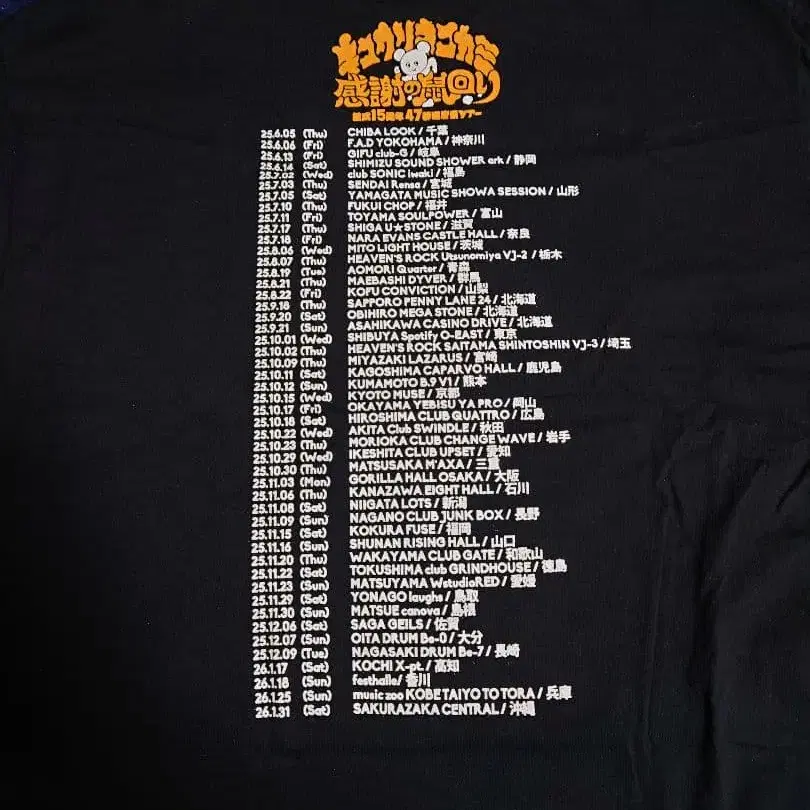 キュウソネコカミ
感謝の鼠回り
結成15周年 47都道府県ツアー
25.6.05 (Thu) CHIBA LOOK / 千葉
25.6.06 (Fri) F.A.D YOKOHAMA / 神奈川
25.6.13 (Fri) GIFU club-G / 岐阜
25.6.14 (Sat) SHIMIZU SOUND SHOWER ark / 静岡
25.7.02 (Wed) club SONIC iwaki / 福島
25.7.03 (Thu) SENDAI Rensa / 宮城
25.7.05 (Sat) YAMAGATA MUSIC SHOWA SESSION / 山形
25.7.10 (Thu) FUKUI CHOP / 福井
25.7.11 (Fri) TOYAMA SOULPOWER / 富山
25.7.17 (Thu) SHIGA U★STONE / 滋賀
25.7.18 (Fri) NARA EVANS CASTLE HALL / 奈良
25.8.06 (Wed) MITO LIGHT HOUSE / 茨城
25.8.07 (Thu) HEAVEN'S ROCK Utsunomiya VJ-2 / 栃木
25.8.19 (Tue) AOMORI Quarter / 青森
25.8.21 (Thu) MAEBASHI DYVER / 群馬
25.8.22 (Fri) KOFU CONVICTION / 山梨
25.9.18 (Thu) SAPPORO PENNY LANE 24 / 北海道
25.9.20 (Sat) OBIHIRO MEGA STONE / 北海道
25.9.21 (Sun) ASAHIKAWA CASINO DRIVE / 北海道
25.10.01 (Wed) SHIBUYA Spotify O-EAST / 東京
25.10.02 (Thu) HEAVEN'S ROCK SAITAMA SHINTOSHIN VJ-3 / 埼玉
25.10.09 (Thu) MIYAZAKI LAZARUS / 宮崎
25.10.11 (Sat) KAGOSHIMA CAPARVO HALL / 鹿児島
25.10.12 (Sun) KUMAMOTO B.9 V1 / 熊本
25.10.15 (Wed) KYOTO MUSE / 京都
25.10.17 (Fri) OKAYAMA YEBISU YA PRO / 岡山
25.10.18 (Sat) HIROSHIMA CLUB QUATTRO / 広島
25.10.22 (Wed) AKITA Club SWINDLE / 秋田
25.10.23 (Thu) MORIOKA CLUB CHANGE WAVE / 岩手
25.10.29 (Wed) IKESHITA CLUB UPSET / 愛知
25.10.30 (Thu) MATSUSAKA M'AXA / 三重
25.11.03 (Mon) GORILLA HALL OSAKA / 大阪
25.11.06 (Thu) KANAZAWA EIGHT HALL / 石川
25.11.08 (Sat) NIIGATA LOTS / 新潟
25.11.09 (Sun) NAGANO CLUB JUNK BOX / 長野
25.11.15 (Sat) KOKURA FUSE / 福岡
25.11.16 (Sun) SHUNAN RISING HALL / 山口
25.11.20 (Thu) WAKAYAMA CLUB GATE / 和歌山
25.11.22 (Sat) TOKUSHIMA club GRINDHOUSE / 徳島
25.11.23 (Sun) MATSUYAMA WstudioRED / 愛媛
25.11.29 (Sat) YONAGO laughs / 鳥取
25.11.30 (Sun) MATSUE canova / 島根
25.12.06 (Sat) SAGA GEILS / 佐賀
25.12.07 (Sun) OITA DRUM Be-0 / 大分
25.12.09 (Tue) NAGASAKI DRUM Be-7 / 長崎
26.1.17 (Sat) KOCHI X-pt. / 高知
26.1.18 (Sun) festhalle / 香川
26.1.25 (Sun) music zoo KOBE TAIYO TO TORA / 兵庫
26.1.31 (Sat) SAKURAZAKA CENTRAL / 沖縄